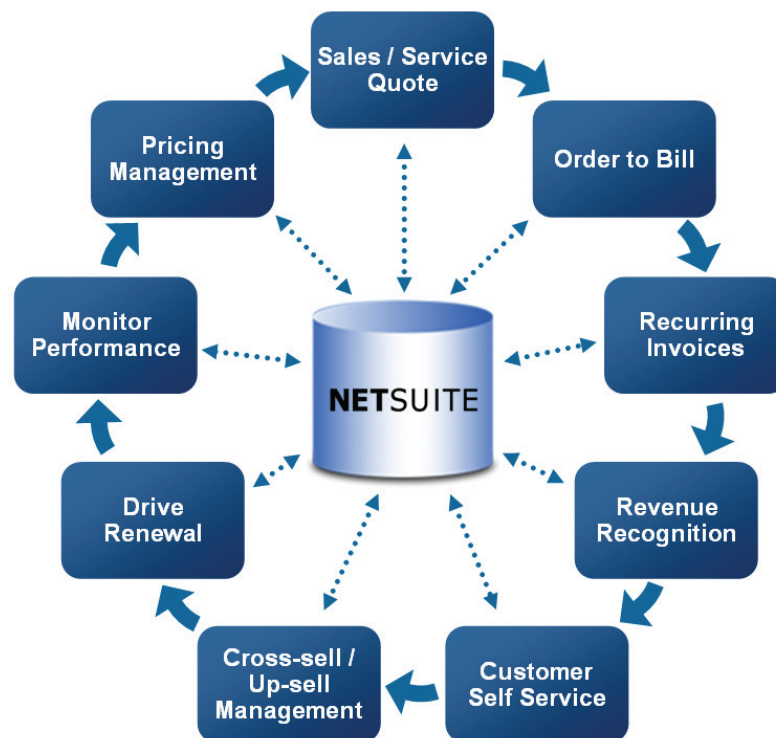 Sales / Service
Quote
Order to Bill
Recurring
Invoices
Revenue
Recognition
Customer
Self Service
Cross-sell /
Up-sell
Management
Drive
Renewal
Monitor
Performance
Pricing
Management
NETSUITE